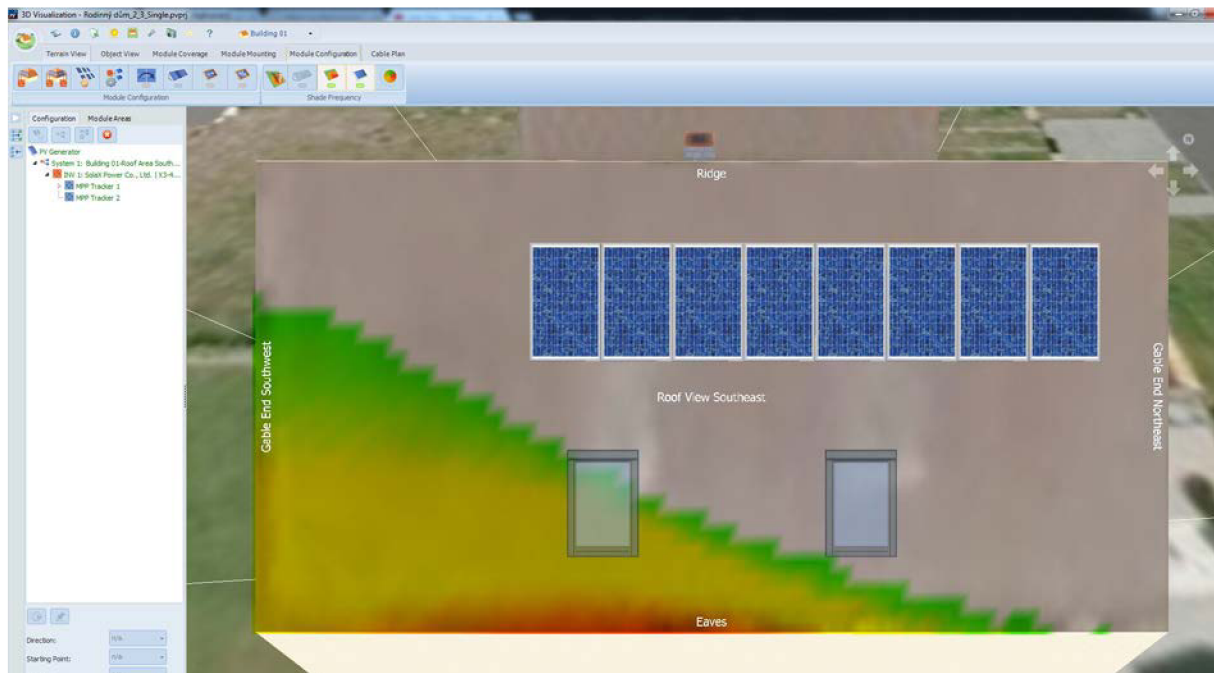 3D Visualization - Rodinný dům_2_3_Single.pvprj
? Building 01
Terrain View Object View Module Coverage Module Mounting Module Configuration Cable Plan
Module Configuration Shade Frequency
Configuration Module Areas
PV Generator
System 1: Building 01-Roof Area South...
INV 1: SolaX Power Co., Ltd. | X3-4...
MPP Tracker 1
MPP Tracker 2
Ridge
Gable End Southwest
Roof View Southeast
Gable End Northeast
Eaves
Direction: n/a
Starting Point: n/a